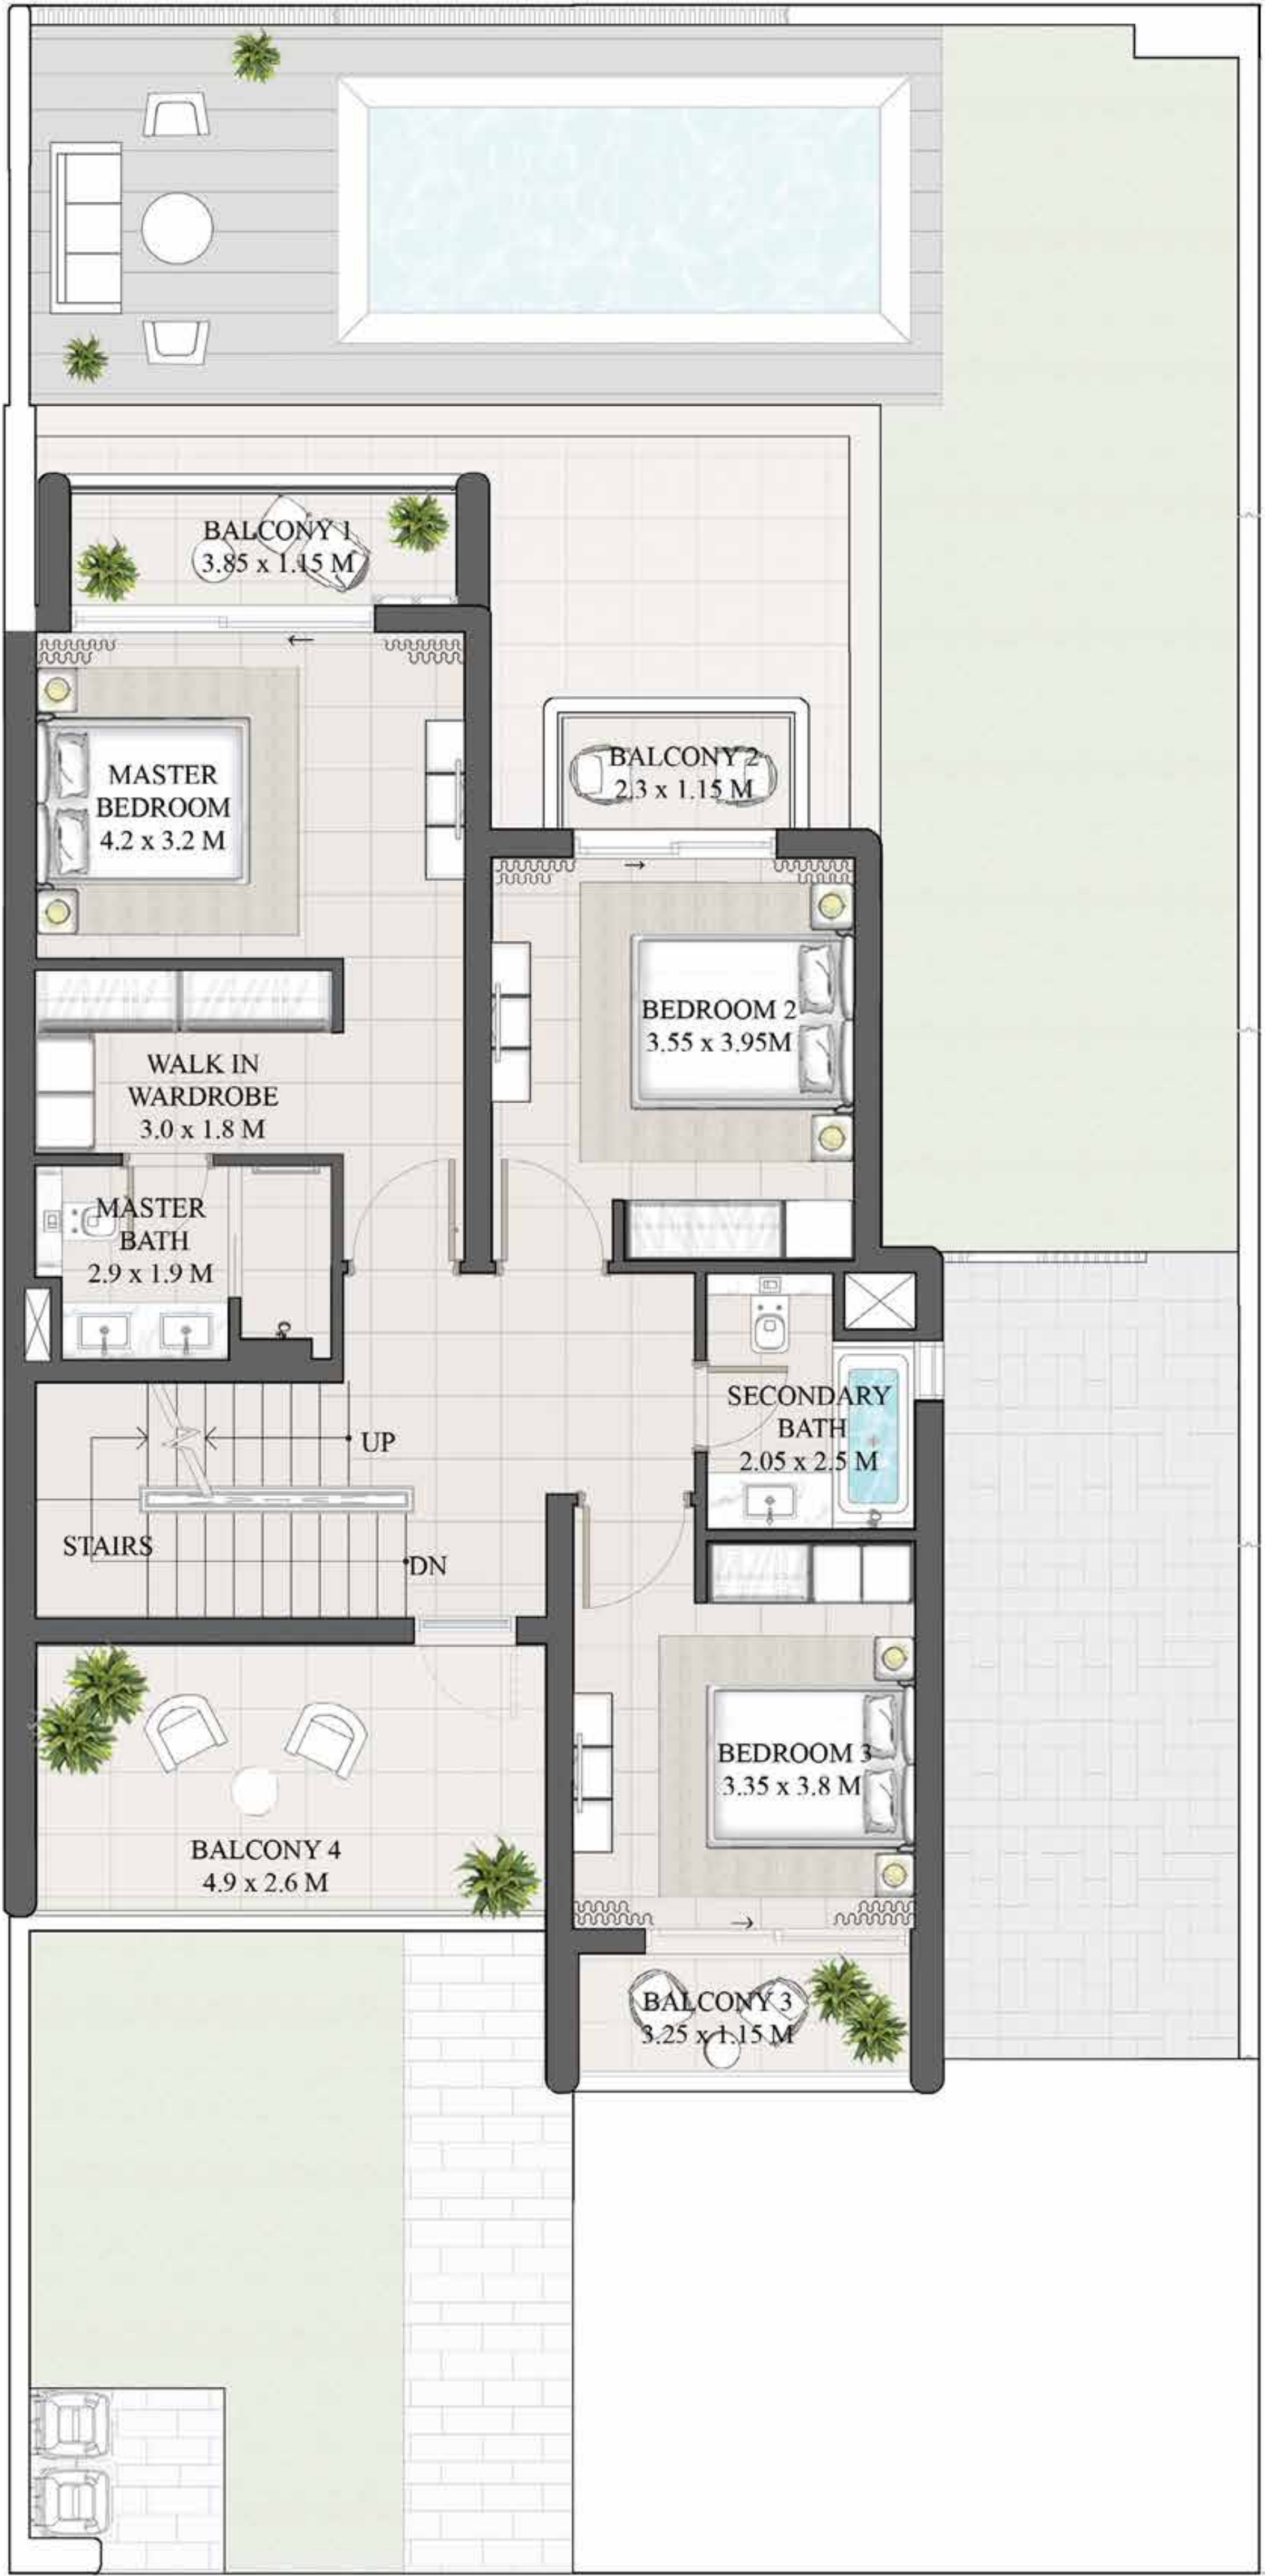 BALCONY 1
3.85 x 1.15 M
BALCONY 2
2.3 x 1.15 M
MASTER
BEDROOM
4.2 x 3.2 M
BEDROOM 2
3.55 x 3.95M
WALK IN
WARDROBE
3.0 x 1.8 M
MASTER
BATH
2.9 x 1.9 M
SECONDARY
BATH
2.05 x 2.5 M
UP
STAIRS
DN
BEDROOM 3
3.35 x 3.8 M
BALCONY 4
4.9 x 2.6 M
BALCONY 3
3.25 x 1.15 M